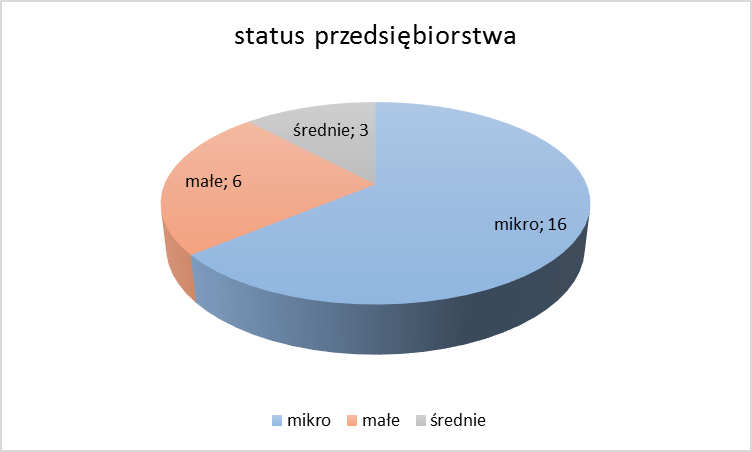 status przedsiębiorstwa
średnie; 3
małe; 6
mikro; 16
mikro małe średnie